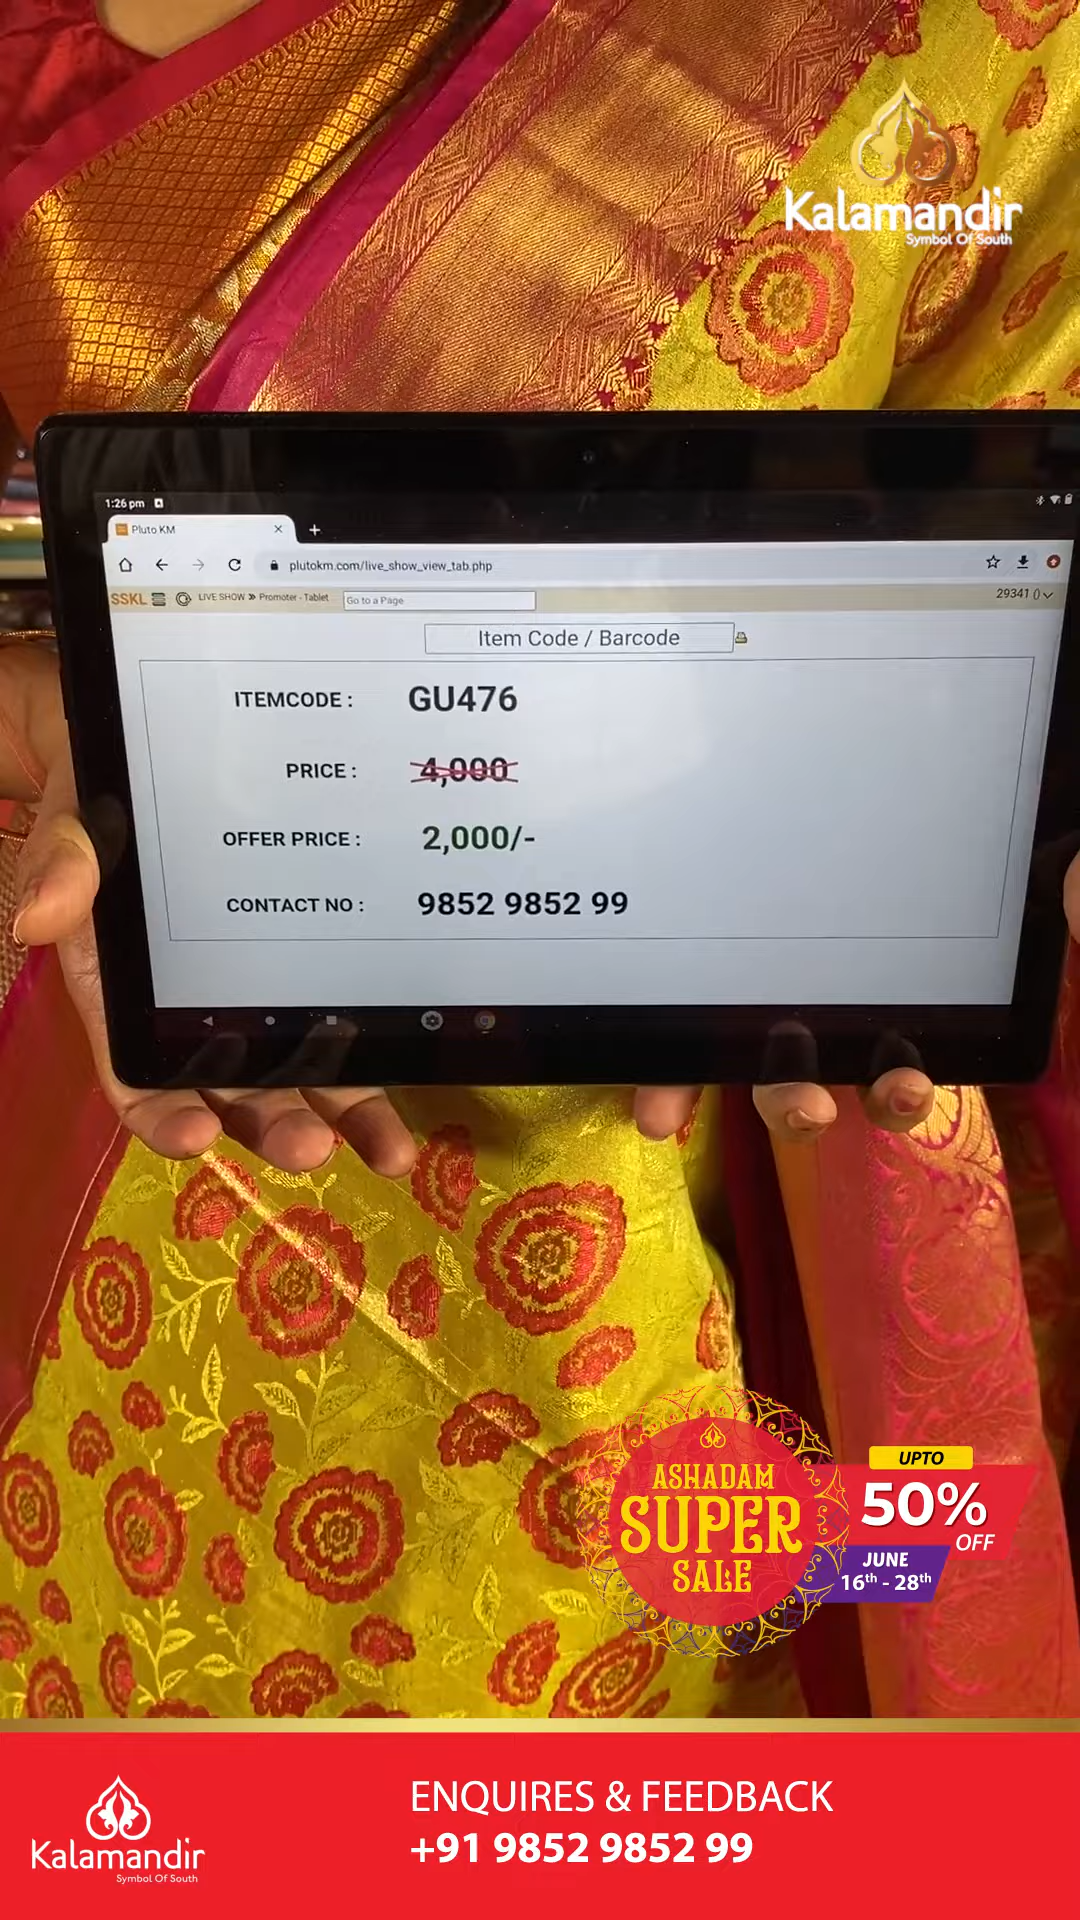 Kalamandir
Symbol Of South
1:26 pm
Pluto KM
plutokm.com/live_show_view_tab.php
SSKL
LIVE SHOW » Promoter - Tablet
Go to a Page
29341 ()
Item Code / Barcode
ITEMCODE : GU476
PRICE : 4,000
OFFER PRICE : 2,000/-
CONTACT NO : 9852 9852 99
ASHADAM
SUPER
SALE
UPTO
50%
OFF
JUNE
16th - 28th
Kalamandir
Symbol Of South
ENQUIRES & FEEDBACK
+91 9852 9852 99